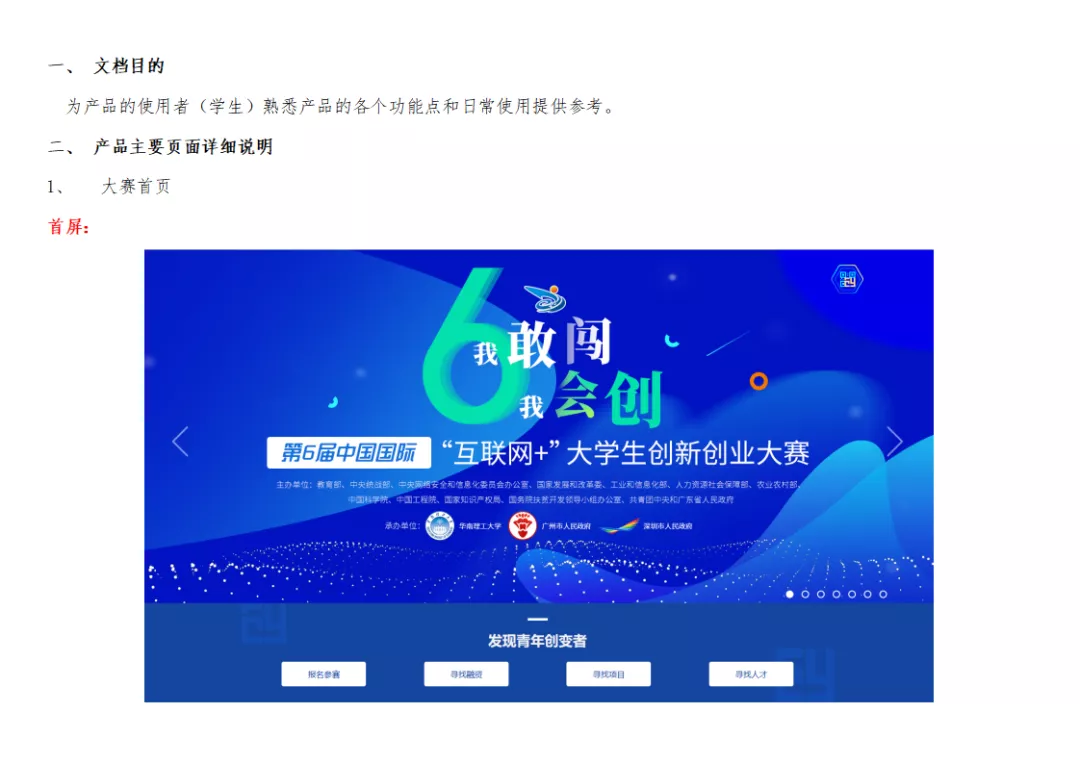 一、 文档目的
为产品的使用者（学生）熟悉产品的各个功能点和日常使用提供参考。
二、 产品主要页面详细说明
1、 大赛首页
首屏：
6
我敢闯
我会创
第6届中国国际 “互联网+” 大学生创新创业大赛
主办单位：教育部、中央统战部、中央网络安全和信息化委员会办公室、国家发展和改革委、工业和信息化部、人力资源社会保障部、农业农村部、
中国科学院、中国工程院、国家知识产权局、国务院扶贫开发领导小组办公室、共青团中央和广东省人民政府
承办单位： 华南理工大学 广州市人民政府 深圳市人民政府
发现青年创变者
报名参赛 寻找融资 寻找项目 寻找人才